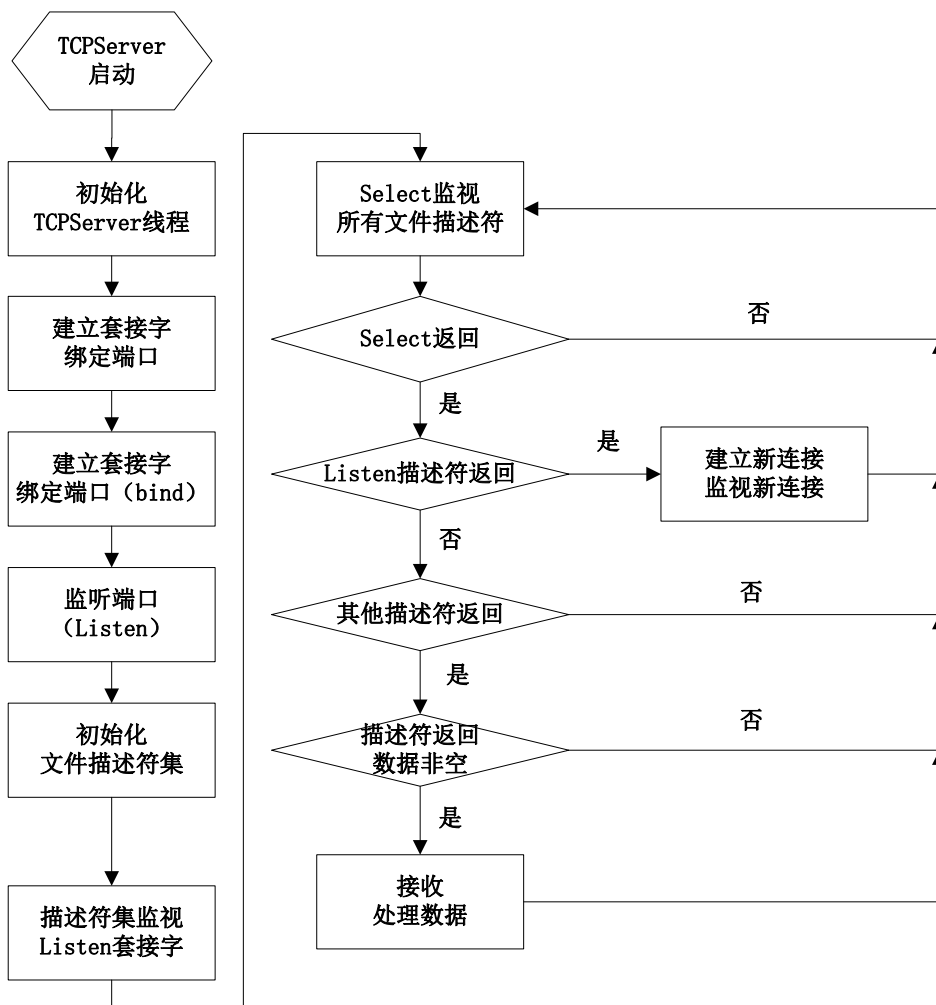 TCPServer
启动
初始化
TCPServer线程
建立套接字
绑定端口
建立套接字
绑定端口（bind）
监听端口
（Listen）
初始化
文件描述符集
描述符集监视
Listen套接字
Select监视
所有文件描述符
Select返回
否
是
Listen描述符返回
是
建立新连接
监视新连接
否
其他描述符返回
否
是
描述符返回
数据非空
否
是
接收
处理数据